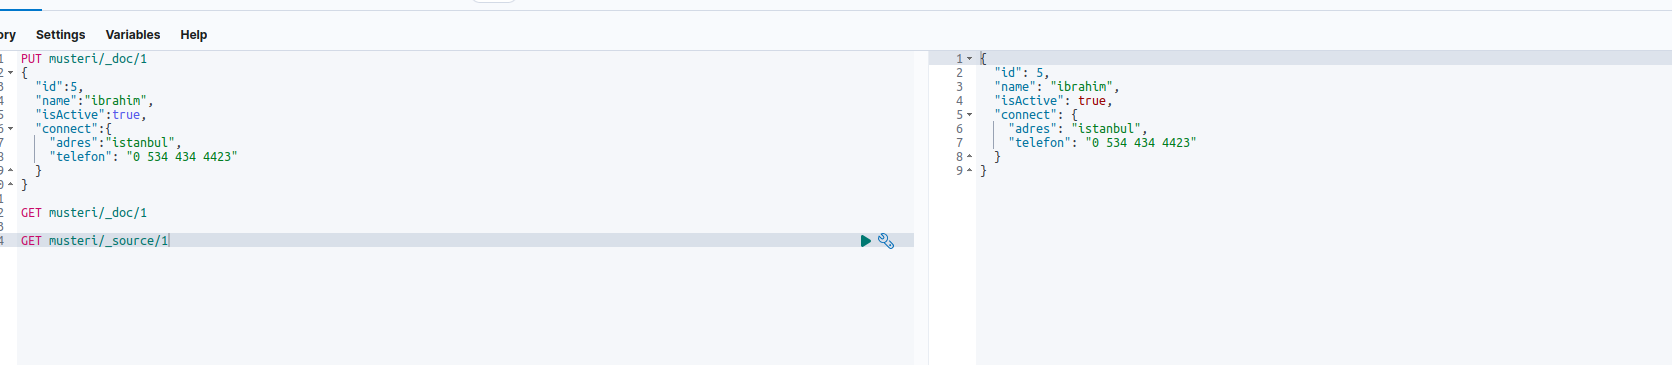 ory Settings Variables Help
1 PUT musteri/_doc/1
2 {
3 "id":5,
4 "name":"ibrahim",
5 "isActive":true,
6 "connect":{
7 "adres":"istanbul",
8 "telefon": "0 534 434 4423"
9 }
0 }
1
2 GET musteri/_doc/1
3
4 GET musteri/_source/1
1 {
2 "id": 5,
3 "name": "ibrahim",
4 "isActive": true,
5 "connect": {
6 "adres": "istanbul",
7 "telefon": "0 534 434 4423"
8 }
9 }